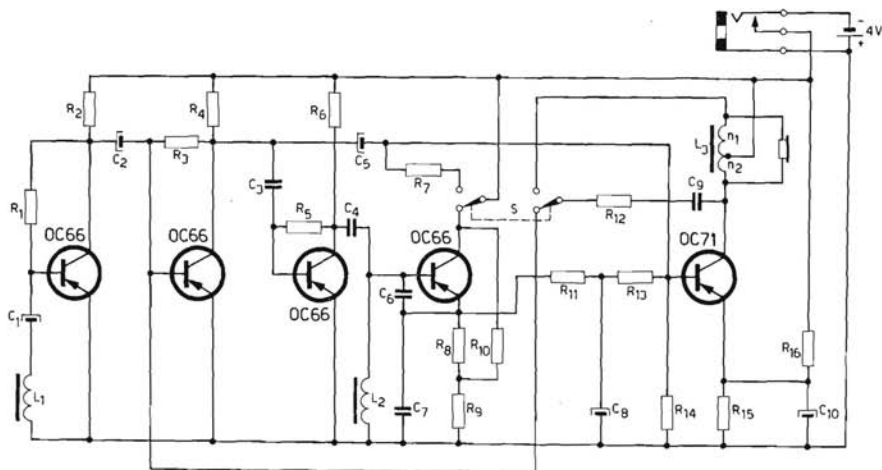 4V
R2
R4
R6
C2
R3
C5
L3
n1
n2
C3
R7
C9
R1
R5
C4
S
R12
OC66
OC66
OC66
OC71
OC66
C6
R11
R13
C1
R8
R10
R16
L1
L2
C7
R9
C8
R14
R15
C10